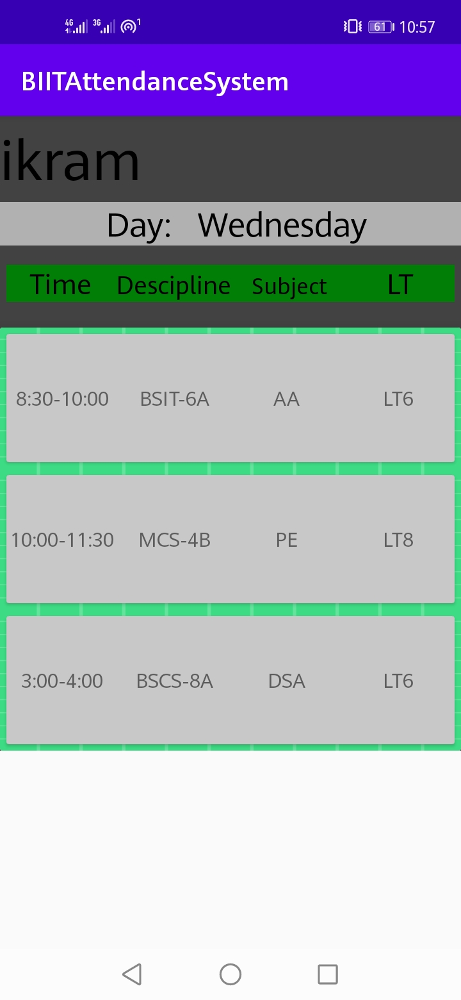 4G 3G 1 61 10:57
BIITAttendanceSystem
ikram
Day: Wednesday
Time Descipline Subject LT
8:30-10:00 BSIT-6A AA LT6
10:00-11:30 MCS-4B PE LT8
3:00-4:00 BSCS-8A DSA LT6